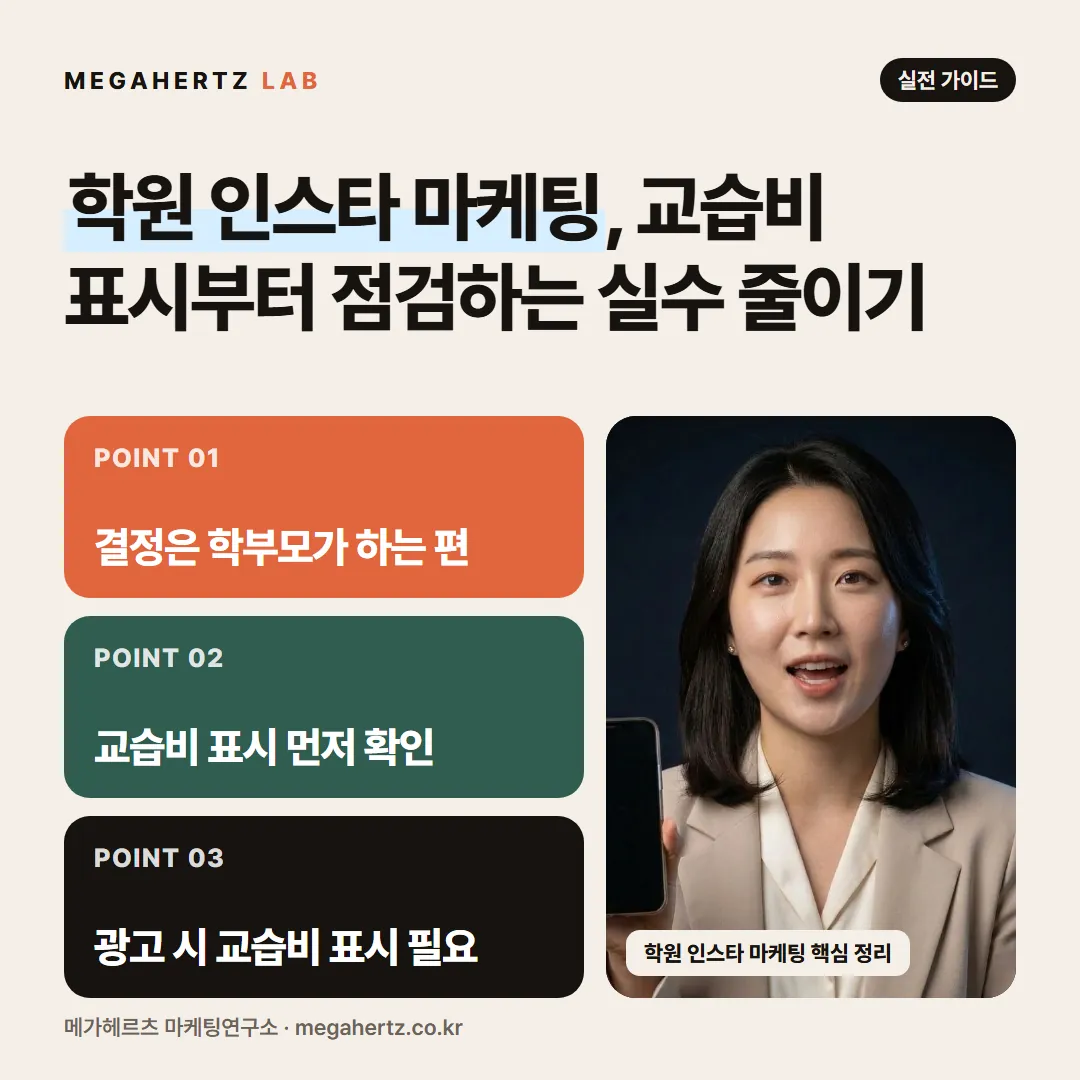 MEGAHERTZ LAB
실전 가이드
학원 인스타 마케팅, 교습비
표시부터 점검하는 실수 줄이기
POINT 01
결정은 학부모가 하는 편
POINT 02
교습비 표시 먼저 확인
POINT 03
광고 시 교습비 표시 필요
학원 인스타 마케팅 핵심 정리
메가헤르츠 마케팅연구소 · megahertz.co.kr